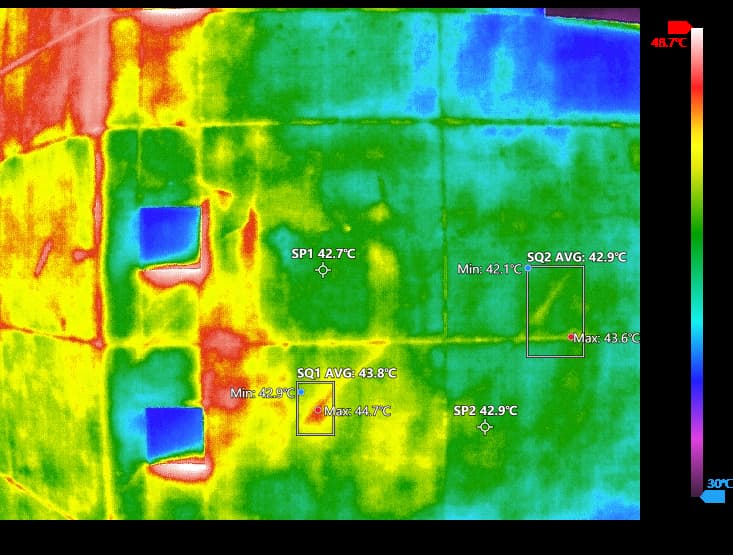 46.7℃
SP1 42.7℃
SQ2 AVG: 42.9℃
Min: 42.1℃
Max: 43.6℃
SQ1 AVG: 43.8℃
Min: 42.9℃
Max: 44.7℃
SP2 42.9℃
30℃